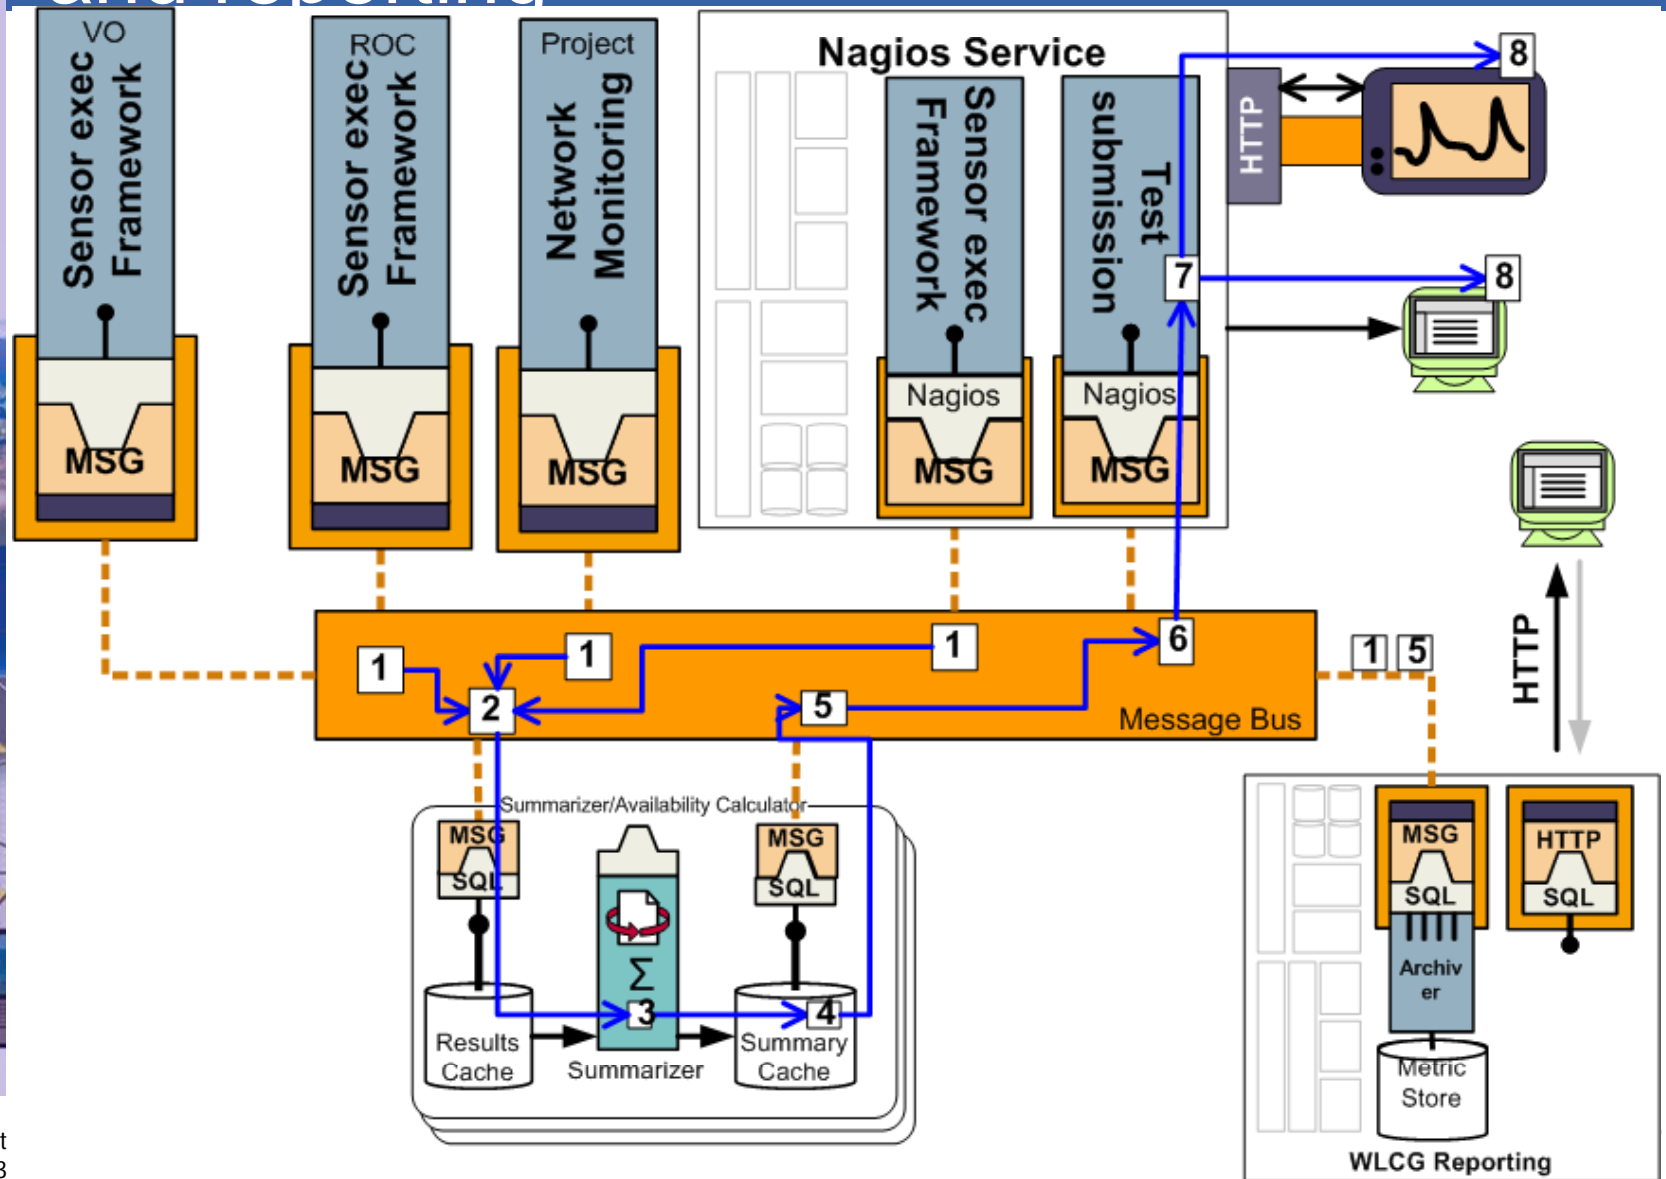 and reporting
VO
Sensor exec
Framework
ROC
Sensor exec
Framework
Project
Network
Monitoring
Nagios Service
Sensor exec
Framework
Test
submission
HTTP
8
7
8
Nagios
Nagios
MSG
MSG
MSG
MSG
MSG
HTTP
1
1
1
6
1
5
2
5
Message Bus
Summarizer/Availability Calculator
MSG
SQL
MSG
SQL
Σ
3
4
Results
Cache
Summarizer
Summary
Cache
MSG
SQL
HTTP
SQL
Archiv
er
Metric
Store
WLCG Reporting
t
3